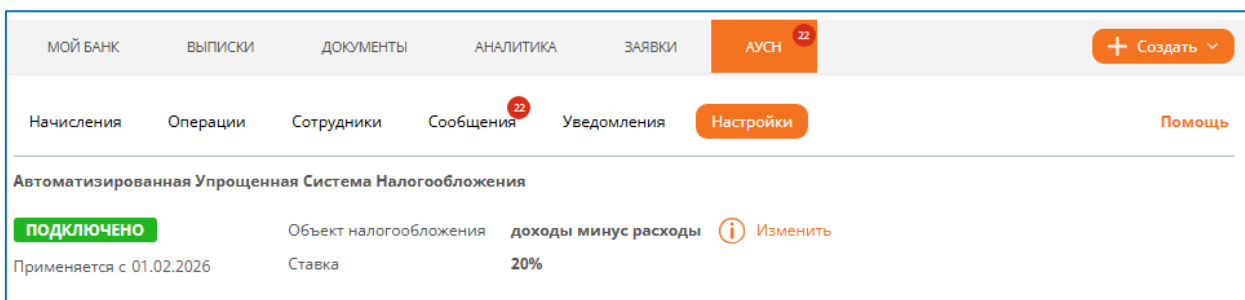 МОЙ БАНК ВЫПИСКИ ДОКУМЕНТЫ АНАЛИТИКА ЗАЯВКИ АУСН 22 + Создать
Начисления Операции Сотрудники Сообщения 22 Уведомления Настройки Помощь
Автоматизированная Упрощенная Система Налогообложения
ПОДКЛЮЧЕНО Объект налогообложения доходы минус расходы i Изменить
Применяется с 01.02.2026 Ставка 20%